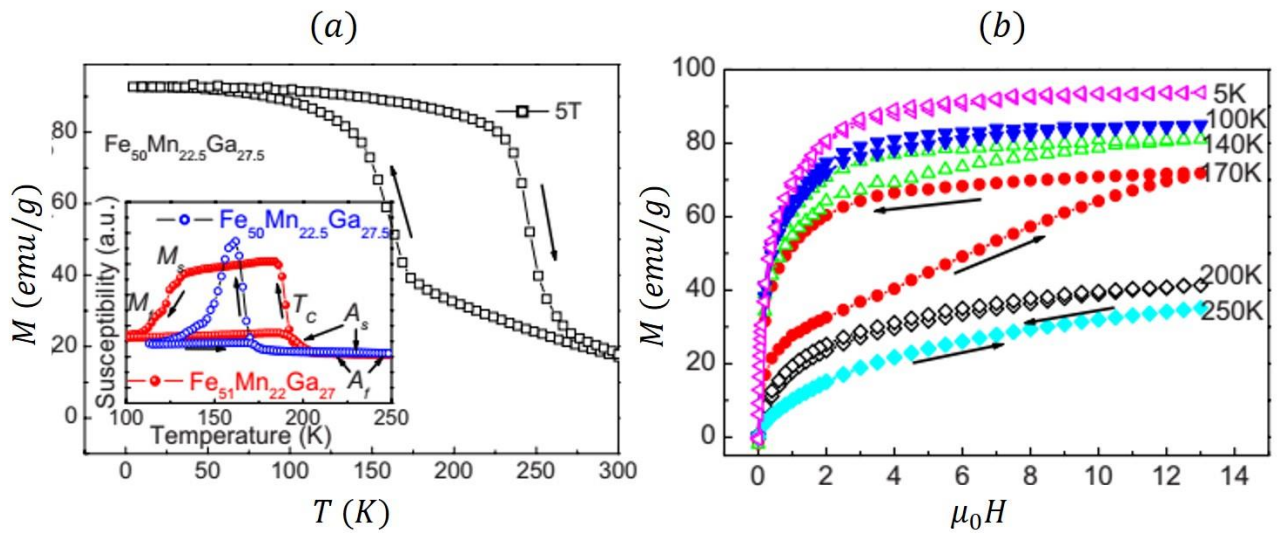 (a)
(b)
M (emu/g)
80
60
40
20
0
0
50
100
150
200
250
300
T (K)
5T
Fe50Mn22.5Ga27.5
Susceptibility (a.u.)
Fe50Mn22.5Ga27.5
Ms
Mf
TC
As
Af
Fe51Mn22Ga27
100
150
200
250
Temperature (K)
M (emu/g)
100
80
60
40
20
0
0
2
4
6
8
10
12
14
μ0H
5K
100K
140K
170K
200K
250K